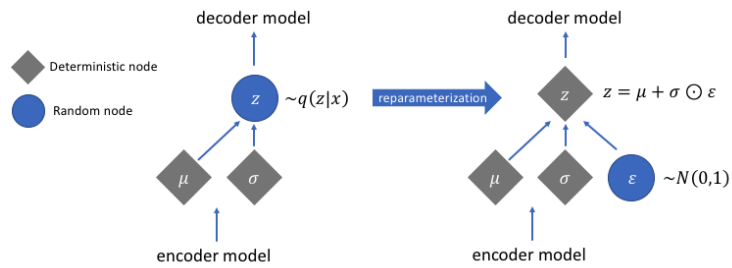 decoder model
decoder model
Deterministic node
z
~q(z|x)
reparameterization
z
z = μ + σ ⊙ ε
Random node
μ
σ
μ
σ
ε
~N(0,1)
encoder model
encoder model